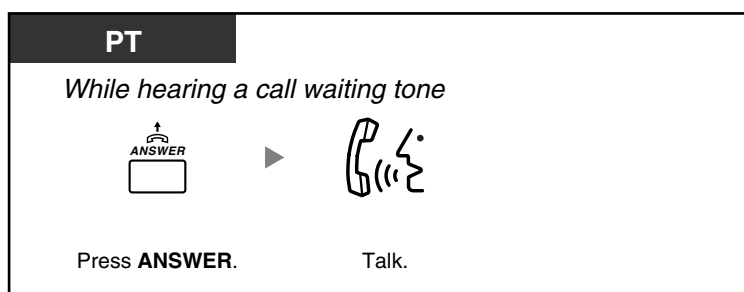 PT
While hearing a call waiting tone
ANSWER
Press ANSWER.
Talk.